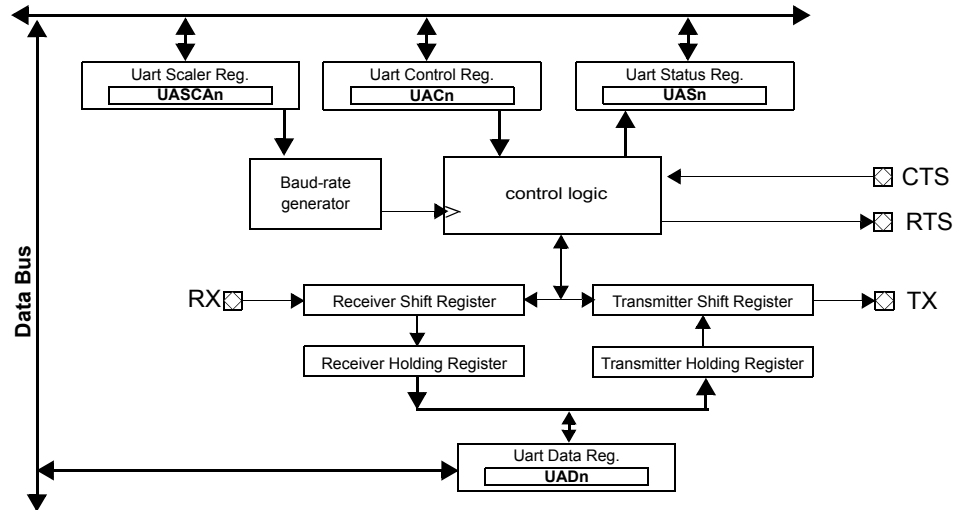 Uart Scaler Reg.
UASCAn
Uart Control Reg.
UACn
Uart Status Reg.
UASn
Baud-rate
generator
control logic
CTS
RTS
Data Bus
RX
Receiver Shift Register
Transmitter Shift Register
TX
Receiver Holding Register
Transmitter Holding Register
Uart Data Reg.
UADn